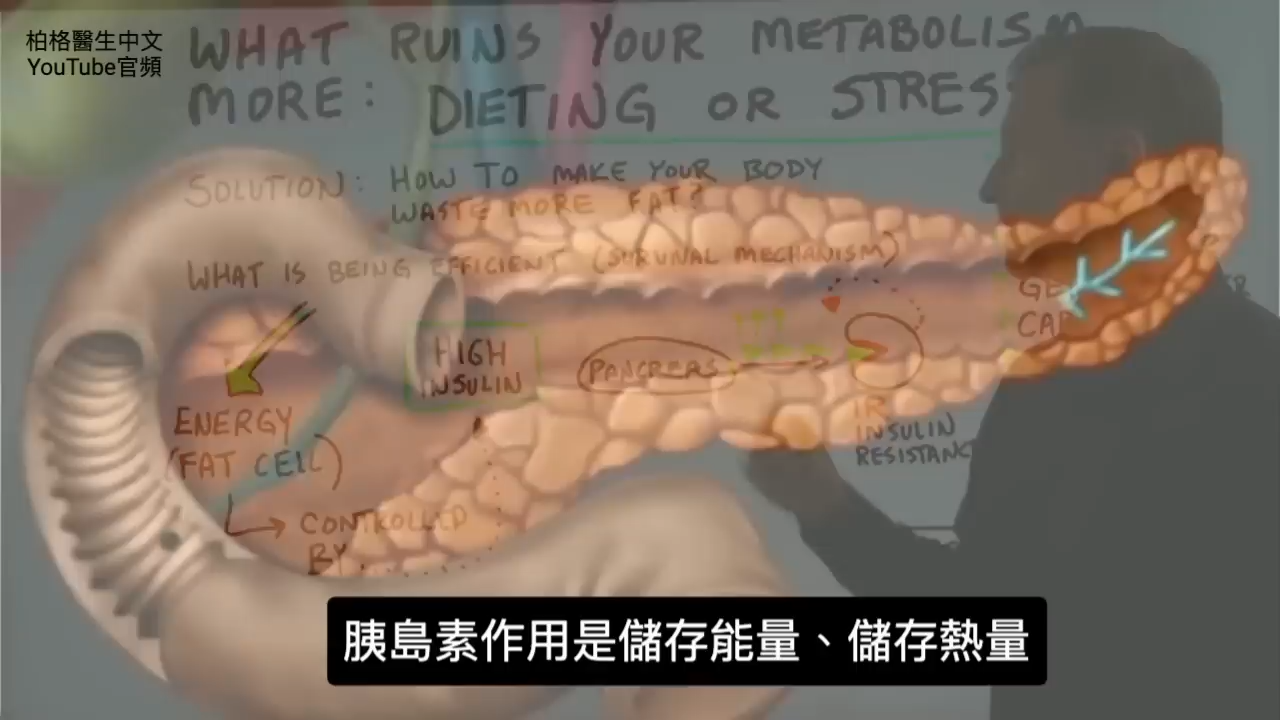 柏格醫生中文
YouTube官頻
WHAT RUINS YOUR METABOLISM
MORE: DIETING OR STRES
SOLUTION: HOW TO MAKE YOUR BODY
WASTE MORE FAT?
WHAT IS BEING EFFICIENT (SURVIVAL MECHANISM)
HIGH
INSULIN
PANCREAS
ENERGY
(FAT CELL)
CONTROLLED
BY
IR
INSULIN
RESISTANC
胰島素作用是儲存能量、儲存熱量